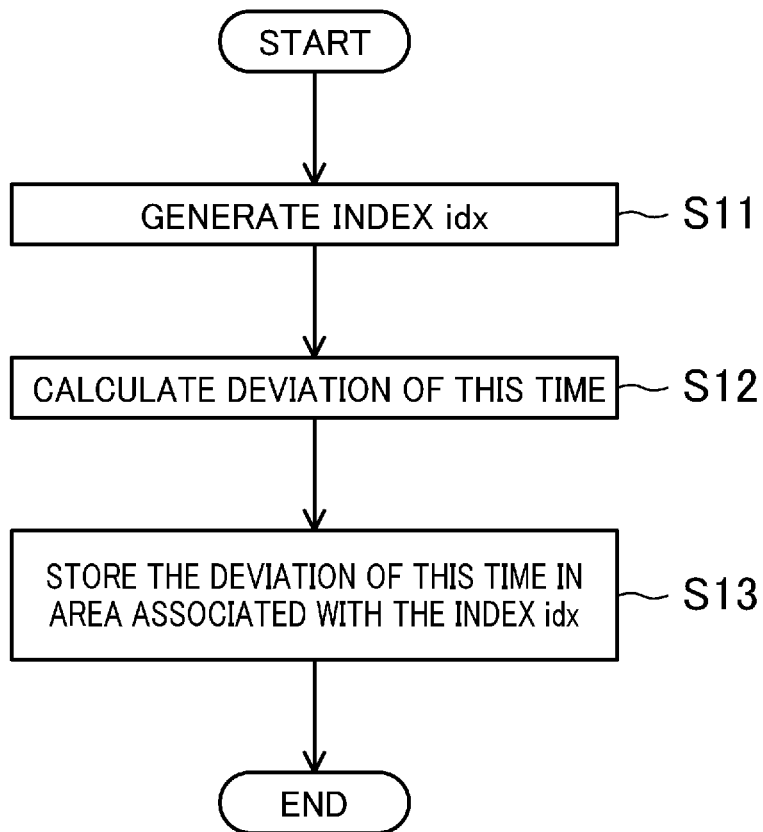 START
GENERATE INDEX idx
S11
CALCULATE DEVIATION OF THIS TIME
S12
STORE THE DEVIATION OF THIS TIME IN
AREA ASSOCIATED WITH THE INDEX idx
S13
END